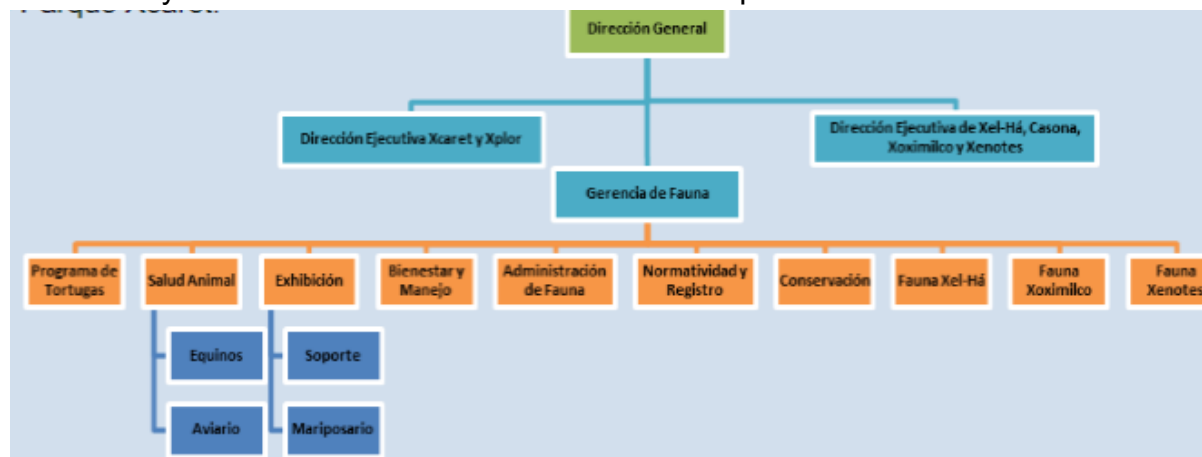 Parque Xcaret.
Dirección General
Dirección Ejecutiva Xcaret y Xplor
Dirección Ejecutiva de Xel-Há, Casona,
Xoximilco y Xenotes
Gerencia de Fauna
Programa de
Tortugas
Salud Animal
Exhibición
Bienestar y
Manejo
Administración
de Fauna
Normatividad y
Registro
Conservación
Fauna Xel-Há
Fauna
Xoximilco
Fauna
Xenotes
Equinos
Soporte
Aviario
Mariposario